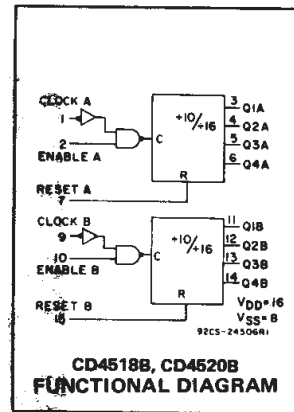 CLOCK A
1
2
ENABLE A
C
÷10/÷16
3 Q1A
4 Q2A
5 Q3A
6 Q4A
R
RESET A
7
CLOCK B
9
10
ENABLE B
C
÷10/÷16
11 Q1B
12 Q2B
13 Q3B
14 Q4B
R
RESET B
15
VDD=16
VSS=8
92CS-24506R1
CD4518B, CD4520B
FUNCTIONAL DIAGRAM